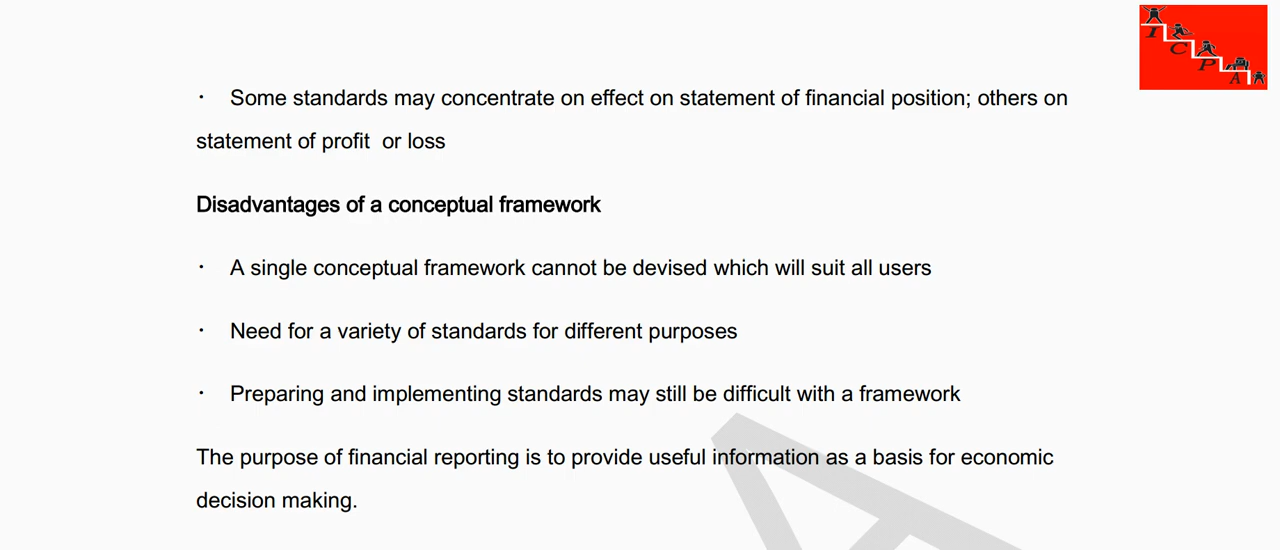 I
C
P
A
· Some standards may concentrate on effect on statement of financial position; others on
statement of profit or loss
Disadvantages of a conceptual framework
· A single conceptual framework cannot be devised which will suit all users
· Need for a variety of standards for different purposes
· Preparing and implementing standards may still be difficult with a framework
The purpose of financial reporting is to provide useful information as a basis for economic
decision making.